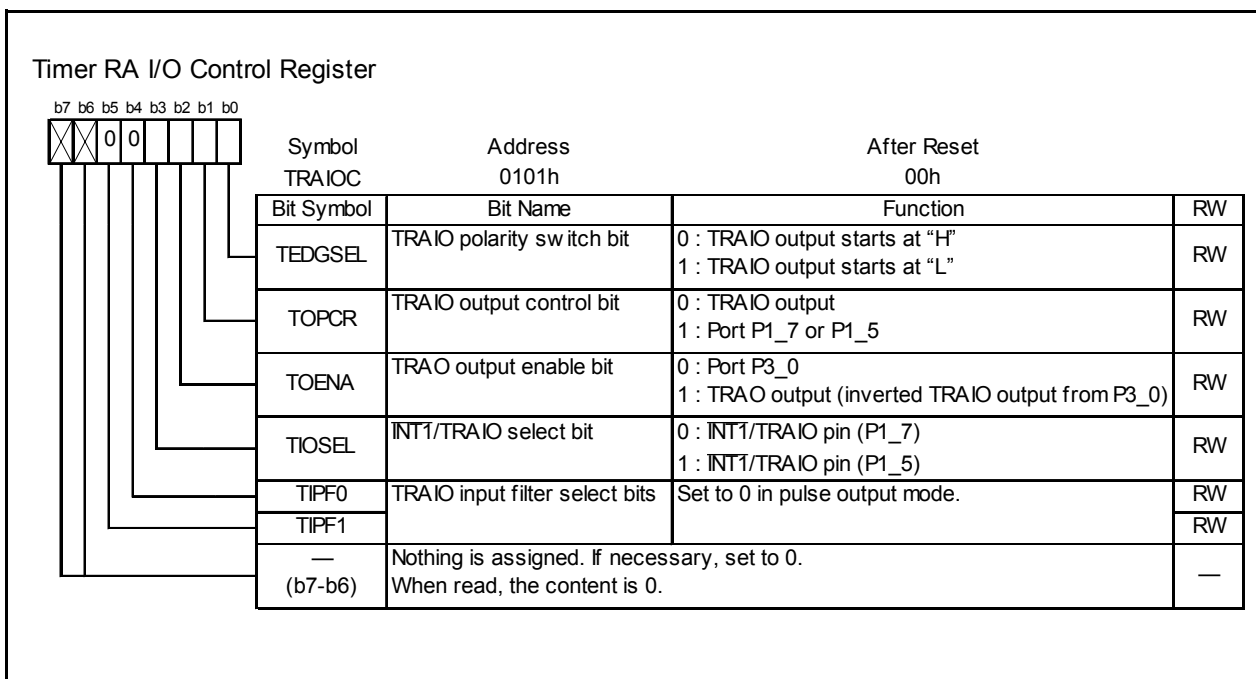 Timer RA I/O Control Register
b7 b6 b5 b4 b3 b2 b1 b0
0 0
Symbol Address After Reset
TRAIOC 0101h 00h
Bit Symbol Bit Name Function RW
TEDGSEL TRAIO polarity switch bit 0 : TRAIO output starts at “H” RW
1 : TRAIO output starts at “L”
TOPCR TRAIO output control bit 0 : TRAIO output RW
1 : Port P1_7 or P1_5
TOENA TRAO output enable bit 0 : Port P3_0 RW
1 : TRAO output (inverted TRAIO output from P3_0)
TIOSEL INT1/TRAIO select bit 0 : INT1/TRAIO pin (P1_7) RW
1 : INT1/TRAIO pin (P1_5)
TIPF0 TRAIO input filter select bits Set to 0 in pulse output mode. RW
TIPF1 RW
— Nothing is assigned. If necessary, set to 0. —
(b7-b6) When read, the content is 0.